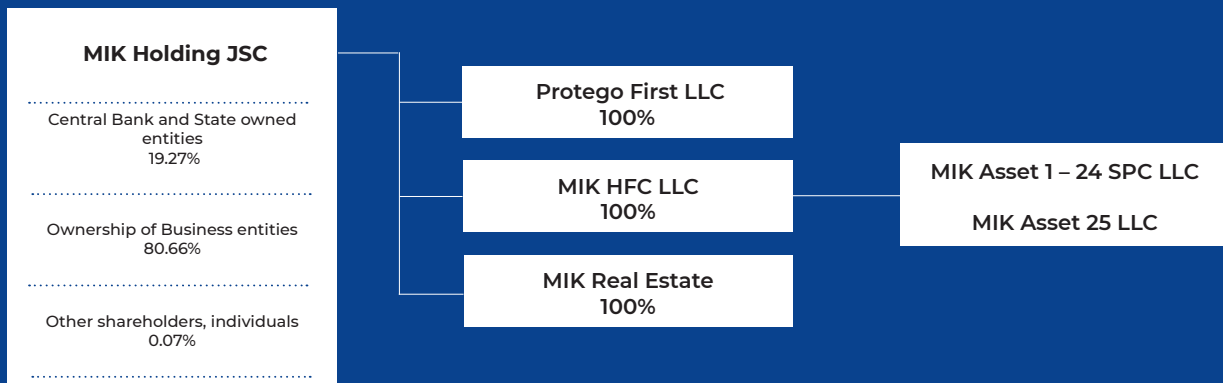 MIK Holding JSC
Central Bank and State owned
entities
19.27%
Ownership of Business entities
80.66%
Other shareholders, individuals
0.07%
Protego First LLC
100%
MIK HFC LLC
100%
MIK Real Estate
100%
MIK Asset 1 – 24 SPC LLC
MIK Asset 25 LLC